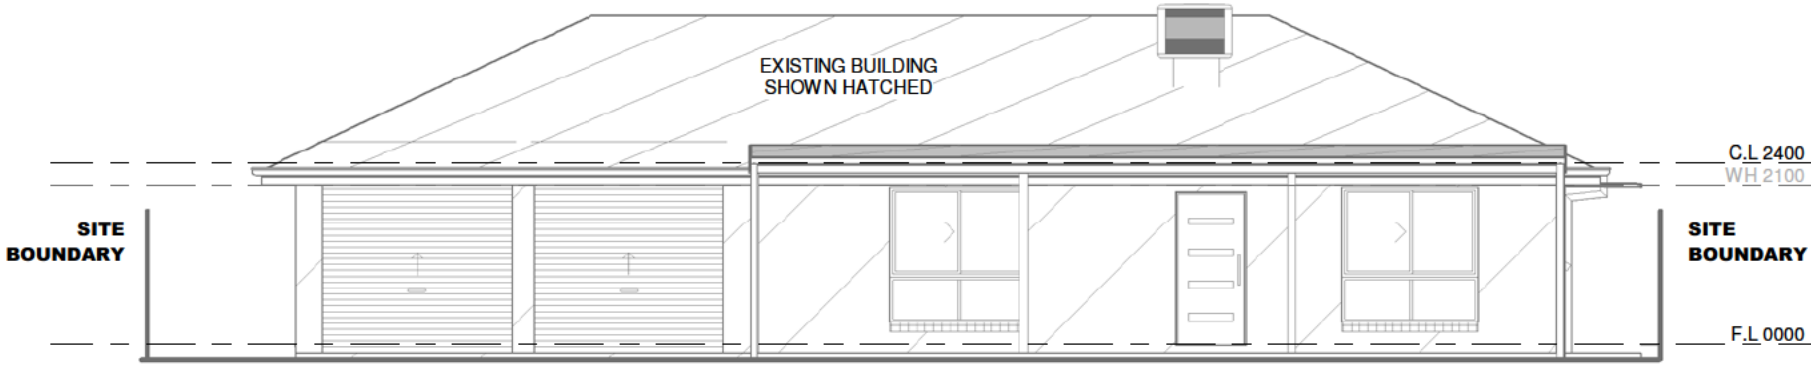 EXISTING BUILDING
SHOWN HATCHED
C.L 2400
WH 2100
SITE
BOUNDARY
SITE
BOUNDARY
F.L 0000